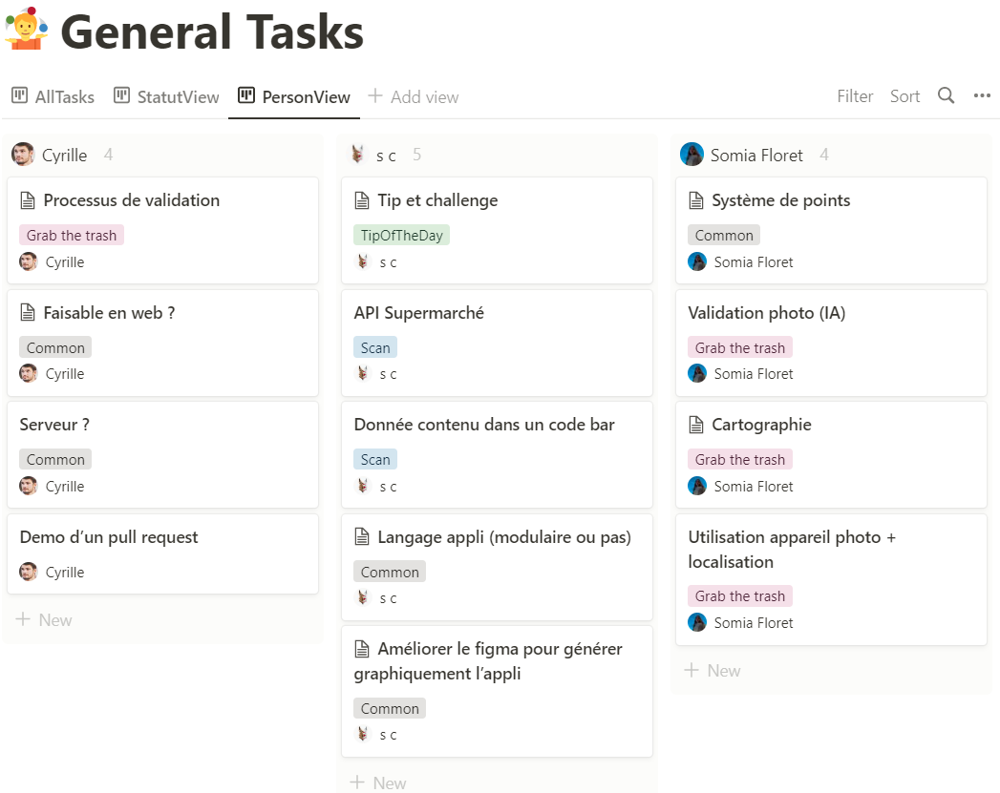 General Tasks
AllTasks StatutView PersonView + Add view Filter Sort
Cyrille 4
Processus de validation
Grab the trash
Cyrille
Faisable en web ?
Common
Cyrille
Serveur ?
Common
Cyrille
Demo d’un pull request
Cyrille
+ New
s c 5
Tip et challenge
TipOfTheDay
s c
API Supermarché
Scan
s c
Donnée contenu dans un code bar
Scan
s c
Langage appli (modulaire ou pas)
Common
s c
Améliorer le figma pour générer
graphiquement l’appli
Common
s c
+ New
Somia Floret 4
Système de points
Common
Somia Floret
Validation photo (IA)
Grab the trash
Somia Floret
Cartographie
Grab the trash
Somia Floret
Utilisation appareil photo +
localisation
Grab the trash
Somia Floret
+ New